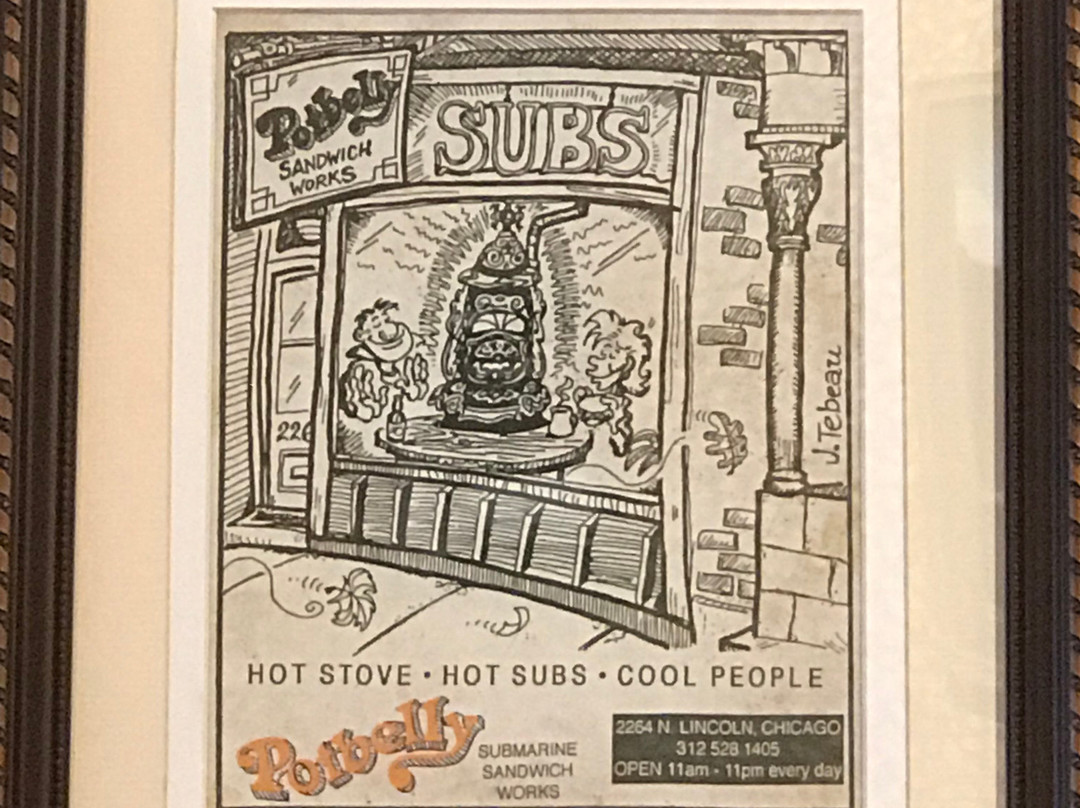 Potbelly
SANDWICH
WORKS
SUBS
226
J. Tebeau
HOT STOVE • HOT SUBS • COOL PEOPLE
Potbelly
SUBMARINE
SANDWICH
WORKS
2264 N. LINCOLN, CHICAGO
312 528 1405
OPEN 11am - 11pm every day